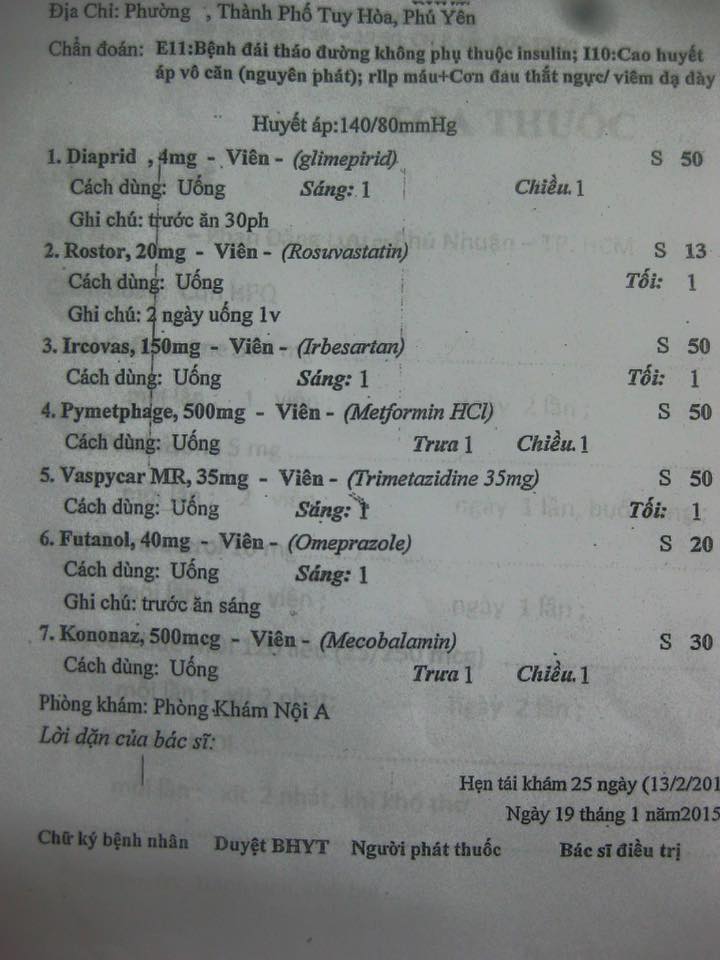 Địa Chỉ: Phường , Thành Phố Tuy Hòa, Phú Yên
Chẩn đoán: E11:Bệnh đái tháo đường không phụ thuộc insulin; I10:Cao huyết
áp vô căn (nguyên phát); rllp máu+Cơn đau thắt ngực/ viêm dạ dày
Huyết áp:140/80mmHg
1. Diaprid , 4mg - Viên - (glimepirid) S 50
Cách dùng: Uống Sáng: 1 Chiều. 1
Ghi chú: trước ăn 30ph
2. Rostor, 20mg - Viên - (Rosuvastatin) S 13
Cách dùng: Uống Tối: 1
Ghi chú: 2 ngày uống 1v
3. Ircovas, 150mg - Viên - (Irbesartan) S 50
Cách dùng: Uống Sáng: 1 Tối: 1
4. Pymetphage, 500mg - Viên - (Metformin HCl) S 50
Cách dùng: Uống Trưa 1 Chiều. 1
5. Vaspycar MR, 35mg - Viên - (Trimetazidine 35mg) S 50
Cách dùng: Uống Sáng: 1 Tối: 1
6. Futanol, 40mg - Viên - (Omeprazole) S 20
Cách dùng: Uống Sáng: 1
Ghi chú: trước ăn sáng
7. Kononaz, 500mcg - Viên - (Mecobalamin) S 30
Cách dùng: Uống Trưa 1 Chiều. 1
Phòng khám: Phòng Khám Nội A
Lời dặn của bác sĩ:
Hẹn tái khám 25 ngày (13/2/201
Ngày 19 tháng 1 năm2015
Chữ ký bệnh nhân Duyệt BHYT Người phát thuốc Bác sĩ điều trị